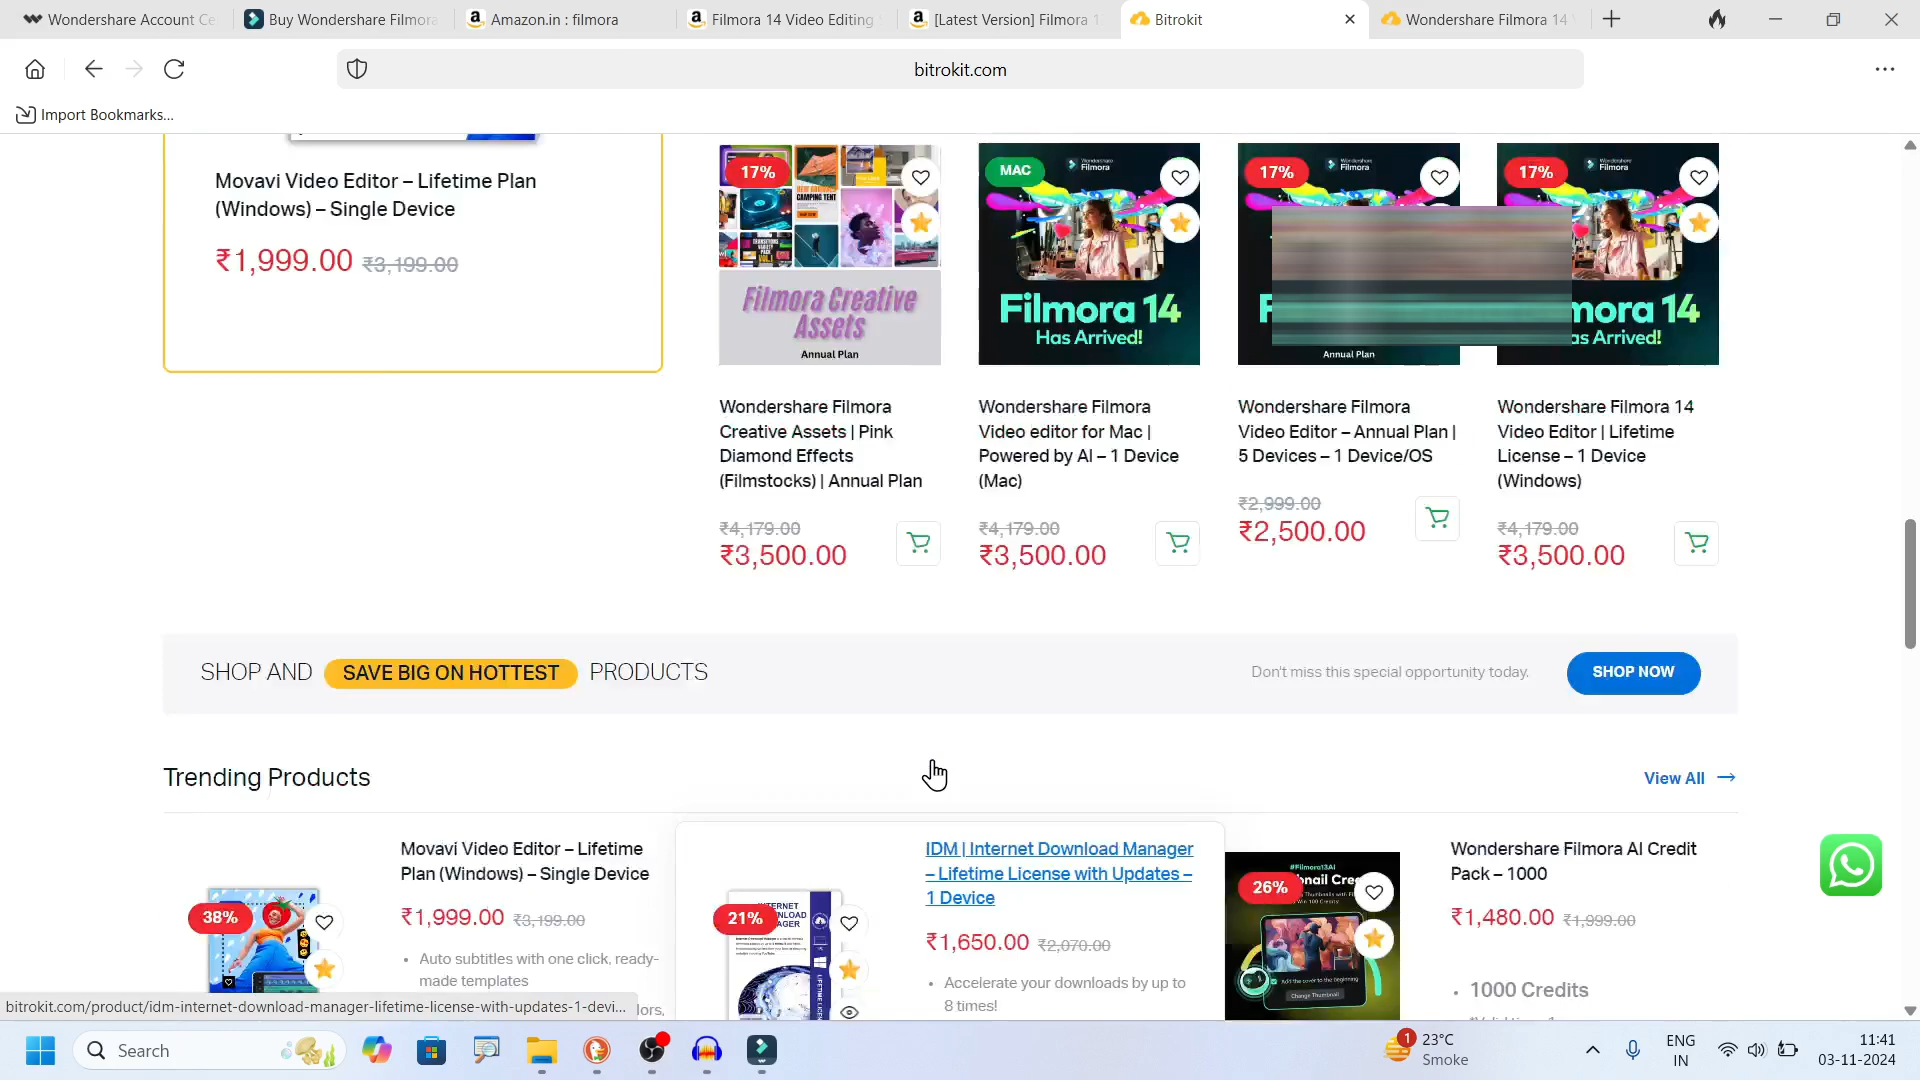 Wondershare Account Ce
Buy Wondershare Filmora
Amazon.in : filmora
Filmora 14 Video Editing
[Latest Version] Filmora 1
Bitrokit
Wondershare Filmora 14
bitrokit.com
Import Bookmarks...
Movavi Video Editor – Lifetime Plan
(Windows) – Single Device
₹1,999.00 ₹3,199.00
17%
Filmora Creative
Assets
Annual Plan
MAC
Wondershare
Filmora
Filmora 14
Has Arrived!
17%
Wondershare
Filmora
F
Annual Plan
17%
Wondershare
Filmora
mora 14
as Arrived!
Wondershare Filmora
Creative Assets | Pink
Diamond Effects
(Filmstocks) | Annual Plan
₹4,179.00
₹3,500.00
Wondershare Filmora
Video editor for Mac |
Powered by AI – 1 Device
(Mac)
₹4,179.00
₹3,500.00
Wondershare Filmora
Video Editor – Annual Plan |
5 Devices – 1 Device/OS
₹2,999.00
₹2,500.00
Wondershare Filmora 14
Video Editor | Lifetime
License – 1 Device
(Windows)
₹4,179.00
₹3,500.00
SHOP AND SAVE BIG ON HOTTEST PRODUCTS
Don't miss this special opportunity today.
SHOP NOW
Trending Products
View All
38%
Movavi Video Editor – Lifetime
Plan (Windows) – Single Device
₹1,999.00 ₹3,199.00
• Auto subtitles with one click, ready-
made templates
lors,
21%
IDM | Internet Download Manager
– Lifetime License with Updates –
1 Device
₹1,650.00 ₹2,070.00
• Accelerate your downloads by up to
8 times!
26%
#Filmora13AI
Change Thumbnail
Wondershare Filmora AI Credit
Pack – 1000
₹1,480.00 ₹1,999.00
• 1000 Credits
bitrokit.com/product/idm-internet-download-manager-lifetime-license-with-updates-1-devi...
Search
1
23°C
Smoke
ENG
IN
11:41
03-11-2024